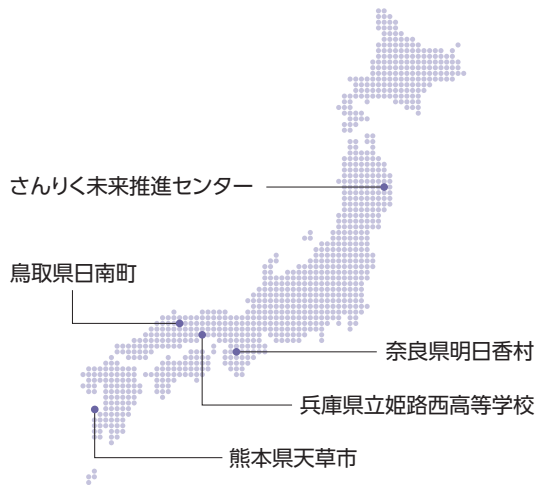 さんりく未来推進センター
鳥取県日南町
奈良県明日香村
兵庫県立姫路西高等学校
熊本県天草市